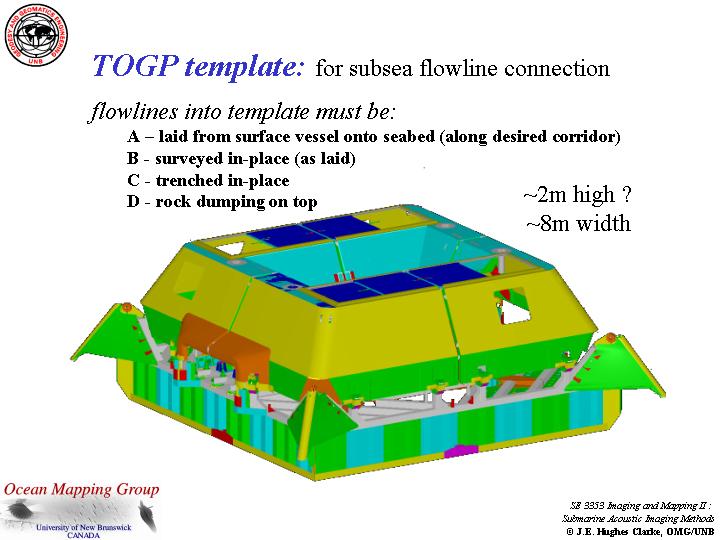 GEODESY AND GEOMATICS ENGINEERING
UNB
TOGP template: for subsea flowline connection
flowlines into template must be:
A – laid from surface vessel onto seabed (along desired corridor)
B - surveyed in-place (as laid)
C - trenched in-place
D - rock dumping on top
~2m high ?
~8m width
Ocean Mapping Group
University of New Brunswick
CANADA
SE 3353 Imaging and Mapping II :
Submarine Acoustic Imaging Methods
© J.E. Hughes Clarke, OMG/UNB